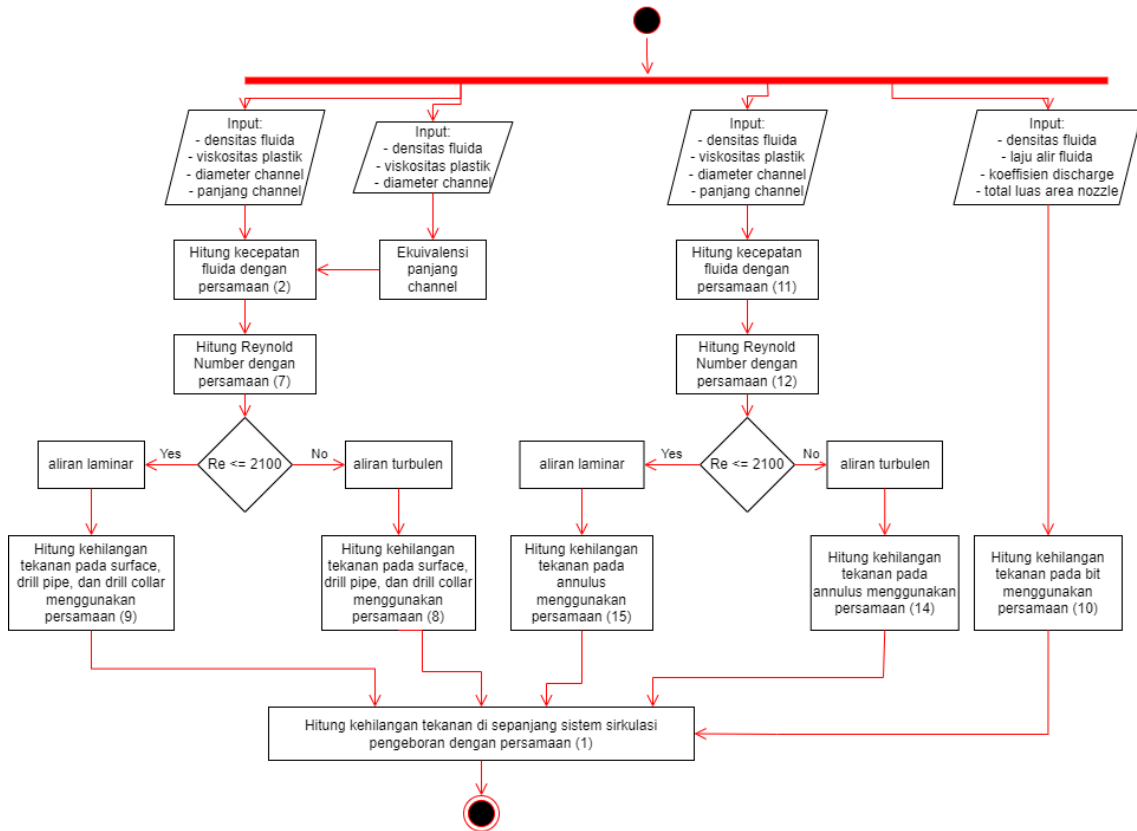 Input:
- densitas fluida
- viskositas plastik
- diameter channel
- panjang channel
Input:
- densitas fluida
- viskositas plastik
- diameter channel
Input:
- densitas fluida
- viskositas plastik
- diameter channel
- panjang channel
Input:
- densitas fluida
- laju alir fluida
- koeffisien discharge
- total luas area nozzle
Hitung kecepatan
fluida dengan
persamaan (2)
Ekuivalensi
panjang
channel
Hitung kecepatan
fluida dengan
persamaan (11)
Hitung Reynold
Number dengan
persamaan (7)
Hitung Reynold
Number dengan
persamaan (12)
aliran laminar
Yes
Re <= 2100
No
aliran turbulen
aliran laminar
Yes
Re <= 2100
No
aliran turbulen
Hitung kehilangan
tekanan pada surface,
drill pipe, dan drill collar
menggunakan
persamaan (9)
Hitung kehilangan
tekanan pada surface,
drill pipe, dan drill collar
menggunakan
persamaan (8)
Hitung kehilangan
tekanan pada
annulus
menggunakan
persamaan (15)
Hitung kehilangan
tekanan pada
annulus menggunakan
persamaan (14)
Hitung kehilangan
tekanan pada bit
menggunakan
persamaan (10)
Hitung kehilangan tekanan di sepanjang sistem sirkulasi
pengeboran dengan persamaan (1)